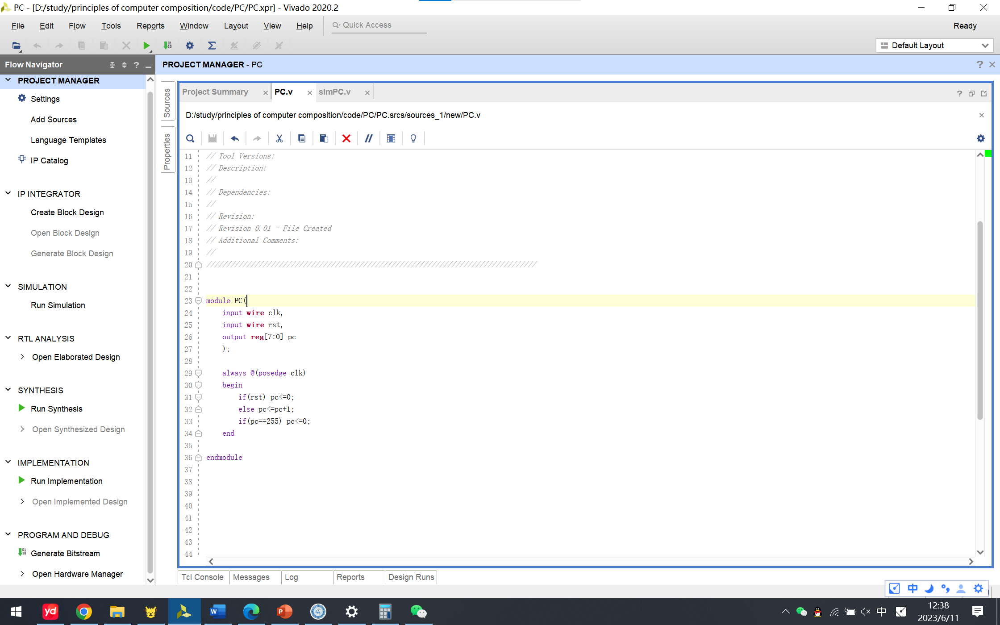 PC - [D:/study/principles of computer composition/code/PC/PC.xpr] - Vivado 2020.2
File Edit Flow Tools Reports Window Layout View Help Quick Access Ready
Default Layout
Flow Navigator
PROJECT MANAGER - PC
PROJECT MANAGER
Settings
Add Sources
Language Templates
IP Catalog
IP INTEGRATOR
Create Block Design
Open Block Design
Generate Block Design
SIMULATION
Run Simulation
RTL ANALYSIS
Open Elaborated Design
SYNTHESIS
Run Synthesis
Open Synthesized Design
IMPLEMENTATION
Run Implementation
Open Implemented Design
PROGRAM AND DEBUG
Generate Bitstream
Open Hardware Manager
Sources
Properties
Project Summary PC.v simPC.v
D:/study/principles of computer composition/code/PC/PC.srcs/sources_1/new/PC.v
11 // Tool Versions:
12 // Description:
13 //
14 // Dependencies:
15 //
16 // Revision:
17 // Revision 0.01 - File Created
18 // Additional Comments:
19 //
20 //////////////////////////////////////////////////////////////////////////////////
21
22
23 module PC(
24 input wire clk,
25 input wire rst,
26 output reg[7:0] pc
27 );
28
29 always @(posedge clk)
30 begin
31 if(rst) pc<=0;
32 else pc<=pc+1;
33 if(pc==255) pc<=0;
34 end
35
36 endmodule
37
38
39
40
41
42
43
44
Tcl Console Messages Log Reports Design Runs
中
yd
W
P
中
12:38
2023/6/11